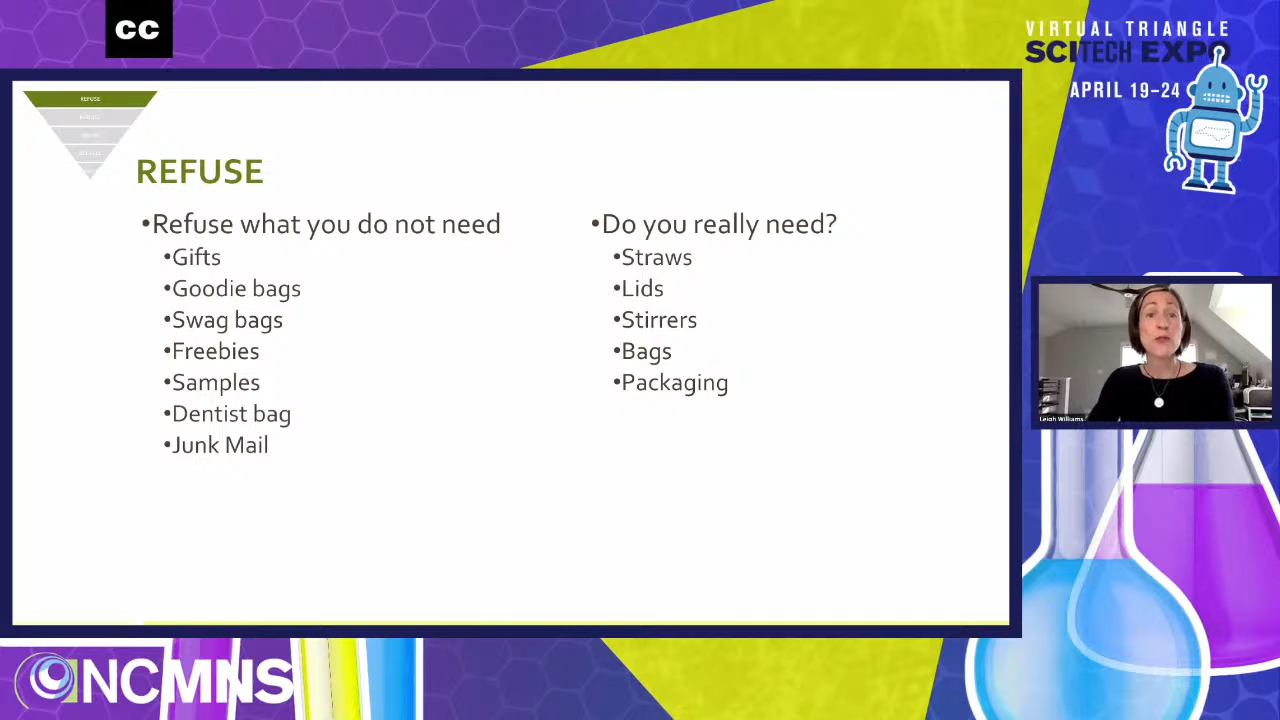 CC
VIRTUAL TRIANGLE
SCITECH EXPO
APRIL 19–24
REFUSE
REFUSE
•Refuse what you do not need
•Gifts
•Goodie bags
•Swag bags
•Freebies
•Samples
•Dentist bag
•Junk Mail
•Do you really need?
•Straws
•Lids
•Stirrers
•Bags
•Packaging
Leigh Williams
NCMNS